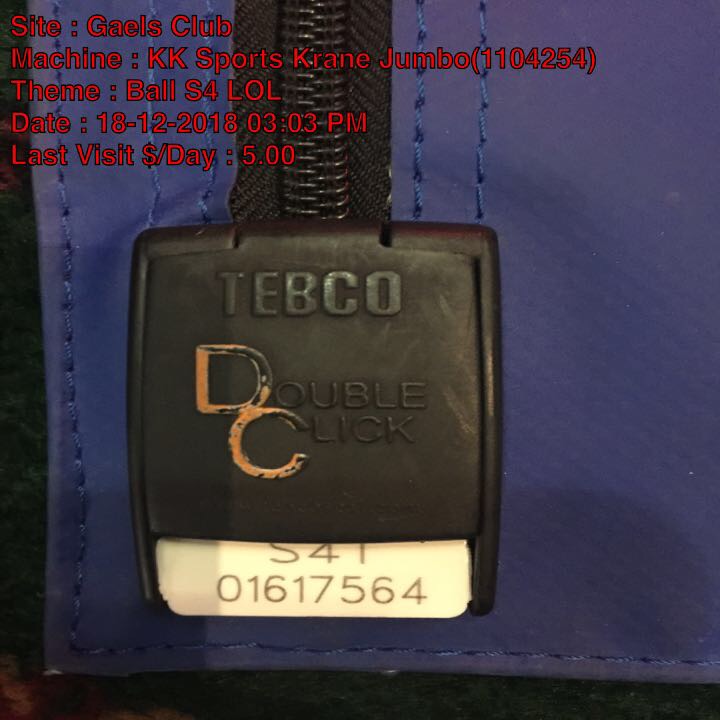 Site : Gaels Club
Machine : KK Sports Krane Jumbo(1104254)
Theme : Ball S4 LOL
Date : 18-12-2018 03:03 PM
Last Visit $/Day : 5.00
TEBCO
DOUBLE
CLICK
01617564